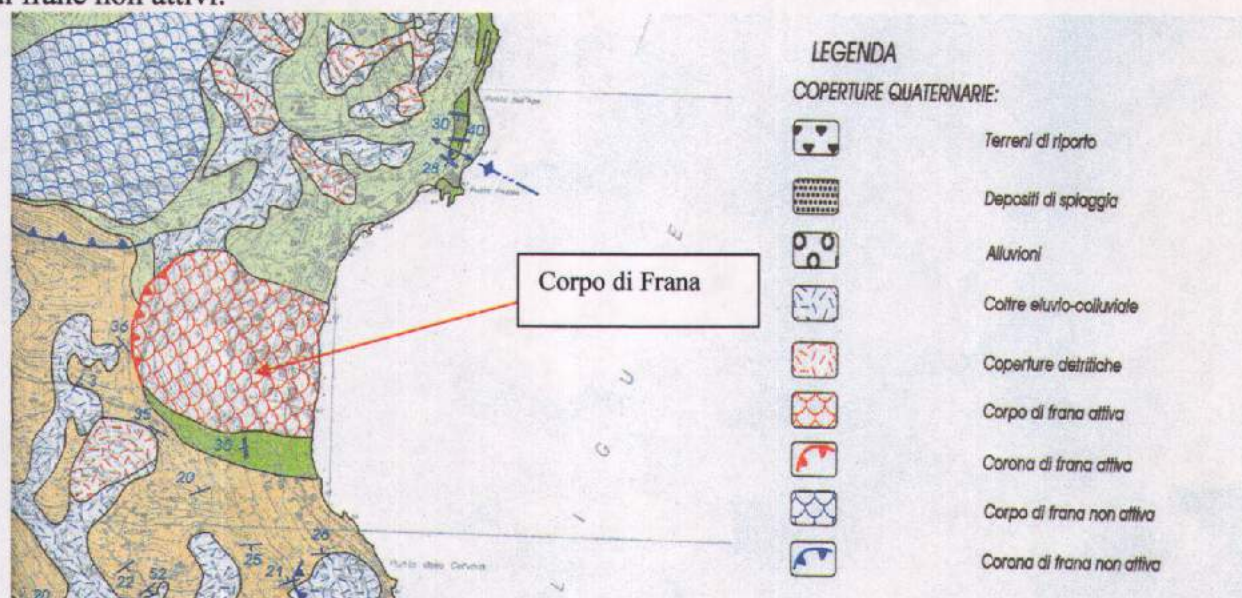 frane non attivi.
LEGENDA
COPERTURE QUATERNARIE:
Terreni di riporto
Depositi di spiaggia
Alluvioni
Coltre eluvio-colluviale
Coperture detritiche
Corpo di frana attiva
Corona di frana attiva
Corpo di frana non attiva
Corona di frana non attiva
Corpo di Frana
30
40
28
36
35
36
20
25
26
21
22
52
30
E
U
G
I
L